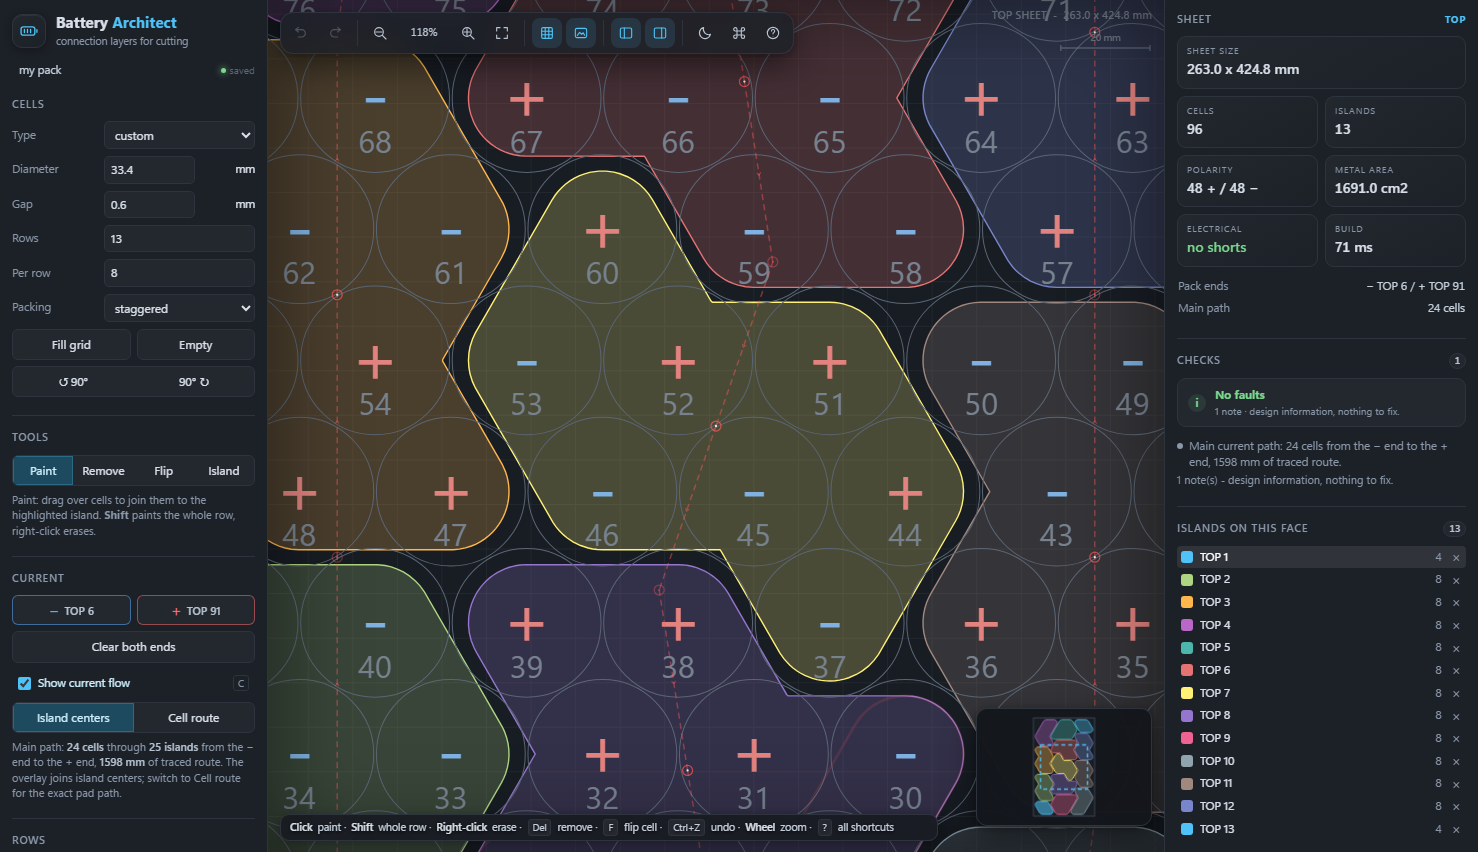 Battery Architect
connection layers for cutting
my pack
saved
CELLS
Type custom
Diameter 33.4 mm
Gap 0.6 mm
Rows 13
Per row 8
Packing staggered
Fill grid Empty
↺ 90° 90° ↻
TOOLS
Paint Remove Flip Island
Paint: drag over cells to join them to the
highlighted island. Shift paints the whole row,
right-click erases.
CURRENT
− TOP 6 + TOP 91
Clear both ends
Show current flow C
Island centers Cell route
Main path: 24 cells through 25 islands from the −
end to the + end, 1598 mm of traced route. The
overlay joins island centers; switch to Cell route
for the exact pad path.
ROWS
118%
TOP SHEET - 263.0 x 424.8 mm
20 mm
76 75 74 73 72 71
− + − − + +
68 67 66 65 64 63
− − + − − +
62 61 60 59 58 57
+ − + + − −
54 53 52 51 50 49
+ + − − + −
48 47 46 45 44 43
− + + − + +
40 39 38 37 36 35
− − + + −
34 33 32 31 30
Click paint · Shift whole row · Right-click erase · Del remove · F flip cell · Ctrl+Z undo · Wheel zoom · ? all shortcuts
SHEET TOP
SHEET SIZE
263.0 x 424.8 mm
CELLS
96
ISLANDS
13
POLARITY
48 + / 48 −
METAL AREA
1691.0 cm2
ELECTRICAL
no shorts
BUILD
71 ms
Pack ends − TOP 6 / + TOP 91
Main path 24 cells
CHECKS 1
No faults
1 note · design information, nothing to fix.
Main current path: 24 cells from the − end to the +
end, 1598 mm of traced route.
1 note(s) - design information, nothing to fix.
ISLANDS ON THIS FACE 13
TOP 1 4 ×
TOP 2 8 ×
TOP 3 8 ×
TOP 4 8 ×
TOP 5 8 ×
TOP 6 8 ×
TOP 7 8 ×
TOP 8 8 ×
TOP 9 8 ×
TOP 10 8 ×
TOP 11 8 ×
TOP 12 8 ×
TOP 13 4 ×